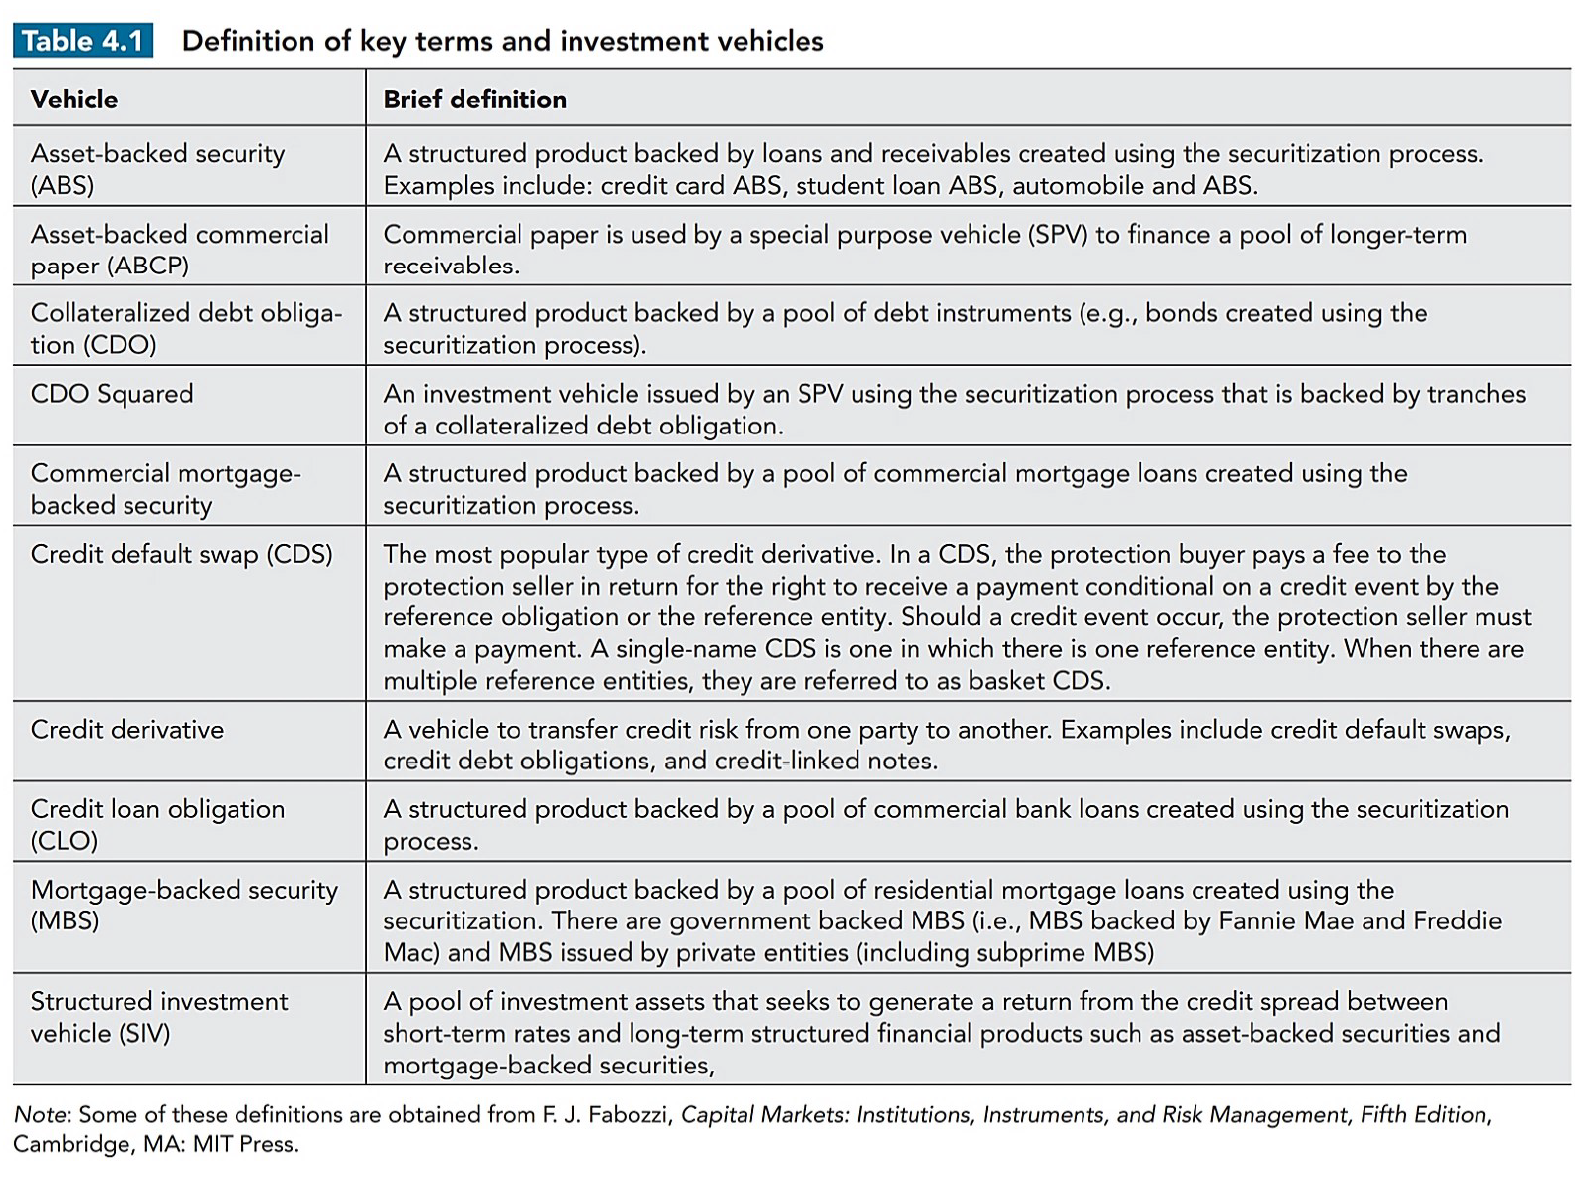 Table 4.1 Definition of key terms and investment vehicles
Vehicle
Brief definition
Asset-backed security
(ABS)
A structured product backed by loans and receivables created using the securitization process.
Examples include: credit card ABS, student loan ABS, automobile and ABS.
Asset-backed commercial
paper (ABCP)
Commercial paper is used by a special purpose vehicle (SPV) to finance a pool of longer-term
receivables.
Collateralized debt obliga-
tion (CDO)
A structured product backed by a pool of debt instruments (e.g., bonds created using the
securitization process).
CDO Squared
An investment vehicle issued by an SPV using the securitization process that is backed by tranches
of a collateralized debt obligation.
Commercial mortgage-
backed security
A structured product backed by a pool of commercial mortgage loans created using the
securitization process.
Credit default swap (CDS)
The most popular type of credit derivative. In a CDS, the protection buyer pays a fee to the
protection seller in return for the right to receive a payment conditional on a credit event by the
reference obligation or the reference entity. Should a credit event occur, the protection seller must
make a payment. A single-name CDS is one in which there is one reference entity. When there are
multiple reference entities, they are referred to as basket CDS.
Credit derivative
A vehicle to transfer credit risk from one party to another. Examples include credit default swaps,
credit debt obligations, and credit-linked notes.
Credit loan obligation
(CLO)
A structured product backed by a pool of commercial bank loans created using the securitization
process.
Mortgage-backed security
(MBS)
A structured product backed by a pool of residential mortgage loans created using the
securitization. There are government backed MBS (i.e., MBS backed by Fannie Mae and Freddie
Mac) and MBS issued by private entities (including subprime MBS)
Structured investment
vehicle (SIV)
A pool of investment assets that seeks to generate a return from the credit spread between
short-term rates and long-term structured financial products such as asset-backed securities and
mortgage-backed securities,
Note: Some of these definitions are obtained from F. J. Fabozzi, Capital Markets: Institutions, Instruments, and Risk Management, Fifth Edition,
Cambridge, MA: MIT Press.